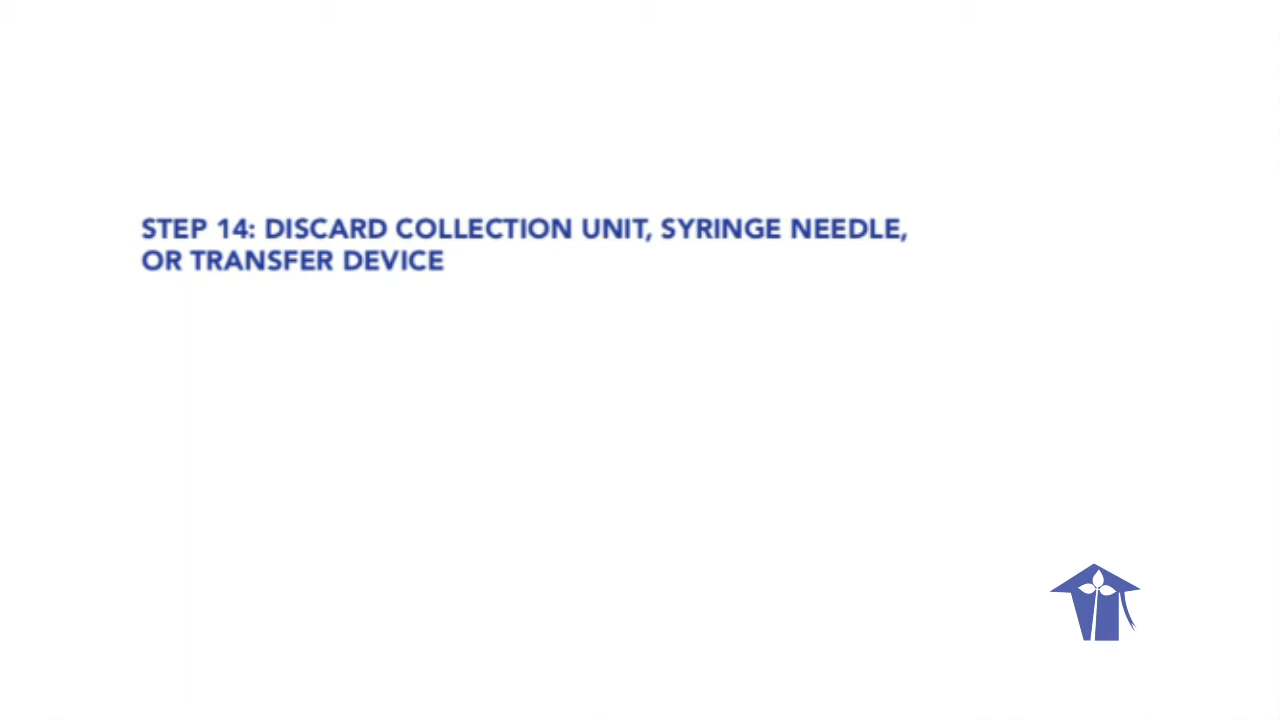 STEP 14: DISCARD COLLECTION UNIT, SYRINGE NEEDLE,
OR TRANSFER DEVICE